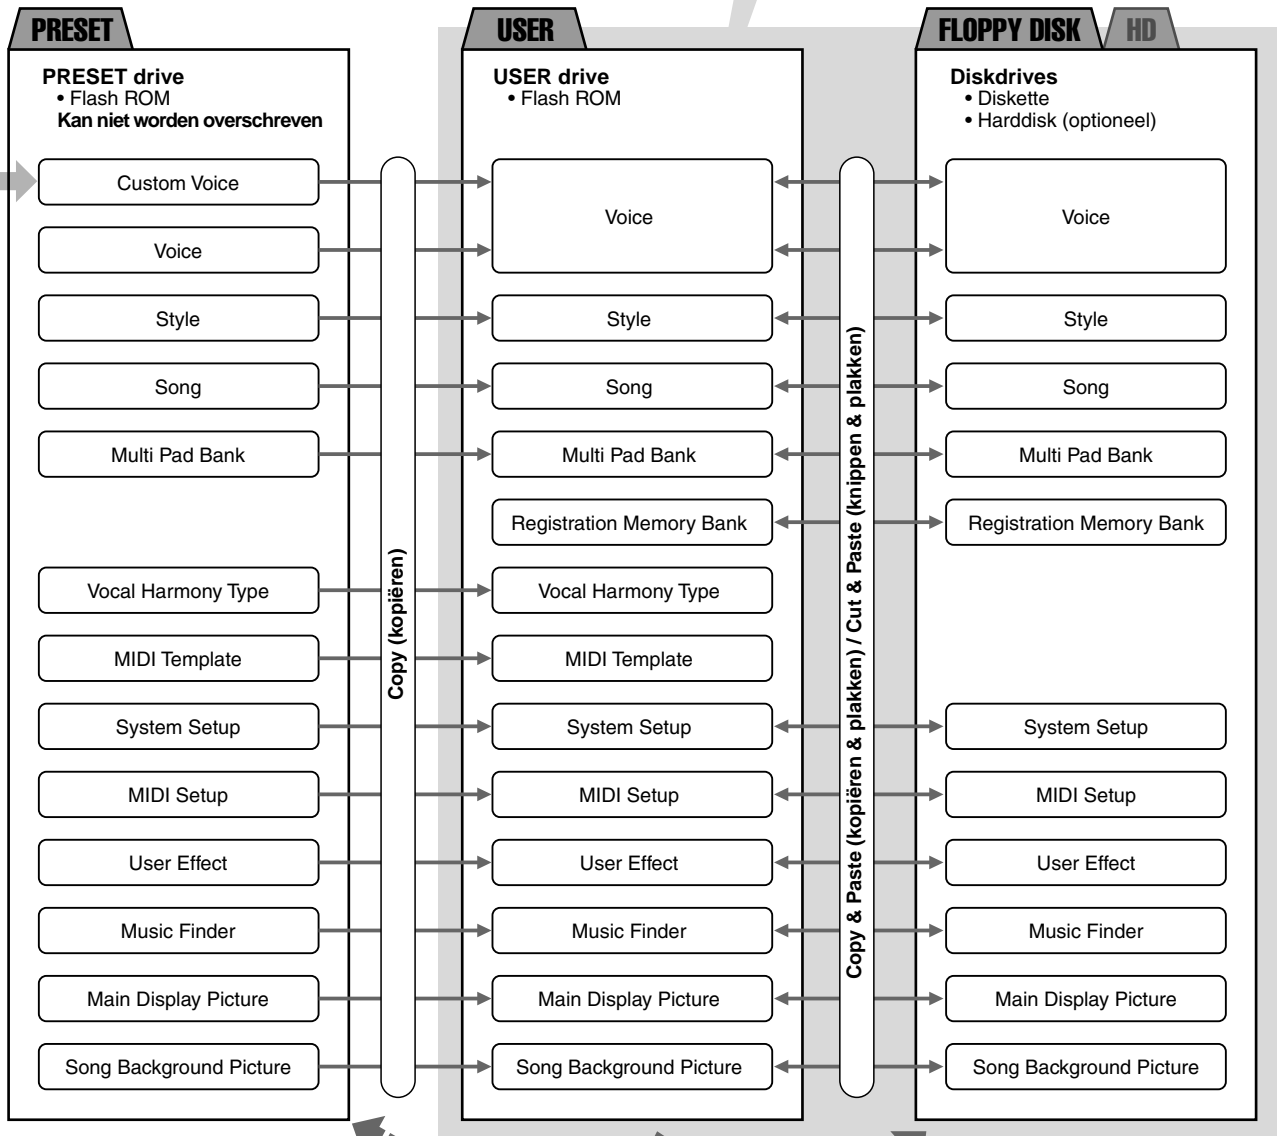 PRESET
PRESET drive
• Flash ROM
Kan niet worden overschreven
Custom Voice
Voice
Style
Song
Multi Pad Bank
Vocal Harmony Type
MIDI Template
System Setup
MIDI Setup
User Effect
Music Finder
Main Display Picture
Song Background Picture
Copy (kopiëren)
USER
USER drive
• Flash ROM
Voice
Style
Song
Multi Pad Bank
Registration Memory Bank
Vocal Harmony Type
MIDI Template
System Setup
MIDI Setup
User Effect
Music Finder
Main Display Picture
Song Background Picture
Copy & Paste (kopiëren & plakken) / Cut & Paste (knippen & plakken)
FLOPPY DISK
HD
Diskdrives
• Diskette
• Harddisk (optioneel)
Voice
Style
Song
Multi Pad Bank
Registration Memory Bank
System Setup
MIDI Setup
User Effect
Music Finder
Main Display Picture
Song Background Picture